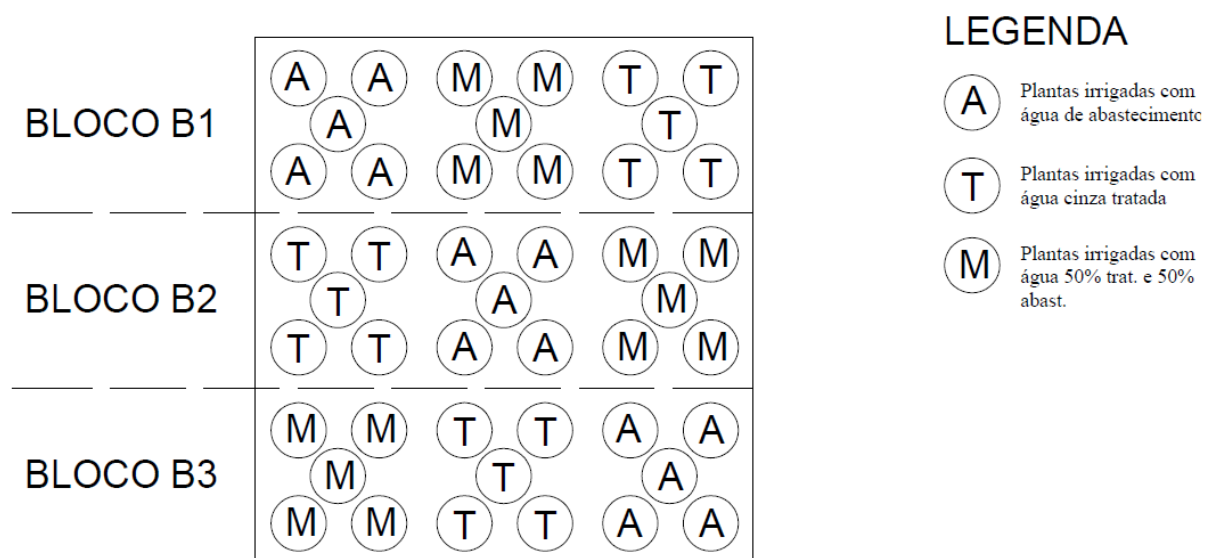 LEGENDA
A A M M T T
BLOCO B1 A M T
A A M M T T
T T A A M M
BLOCO B2 T A M
T T A A M M
M M T T A A
BLOCO B3 M T A
M M T T A A
A Plantas irrigadas com
água de abastecimento
T Plantas irrigadas com
água cinza tratada
M Plantas irrigadas com
água 50% trat. e 50%
abast.